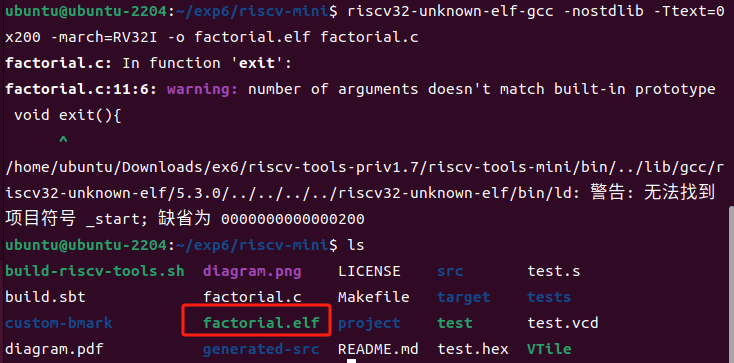 ubuntu@ubuntu-2204:~/exp6/riscv-mini$ riscv32-unknown-elf-gcc -nostdlib -Ttext=0
x200 -march=RV32I -o factorial.elf factorial.c
factorial.c: In function 'exit':
factorial.c:11:6: warning: number of arguments doesn't match built-in prototype
void exit(){
^
/home/ubuntu/Downloads/ex6/riscv-tools-priv1.7/riscv-tools-mini/bin/../lib/gcc/r
iscv32-unknown-elf/5.3.0/../../../../riscv32-unknown-elf/bin/ld: 警告: 无法找到
项目符号 _start; 缺省为 0000000000000200
ubuntu@ubuntu-2204:~/exp6/riscv-mini$ ls
build-riscv-tools.sh diagram.png LICENSE src test.s
build.sbt factorial.c Makefile target tests
custom-bmark factorial.elf project test test.vcd
diagram.pdf generated-src README.md test.hex VTile